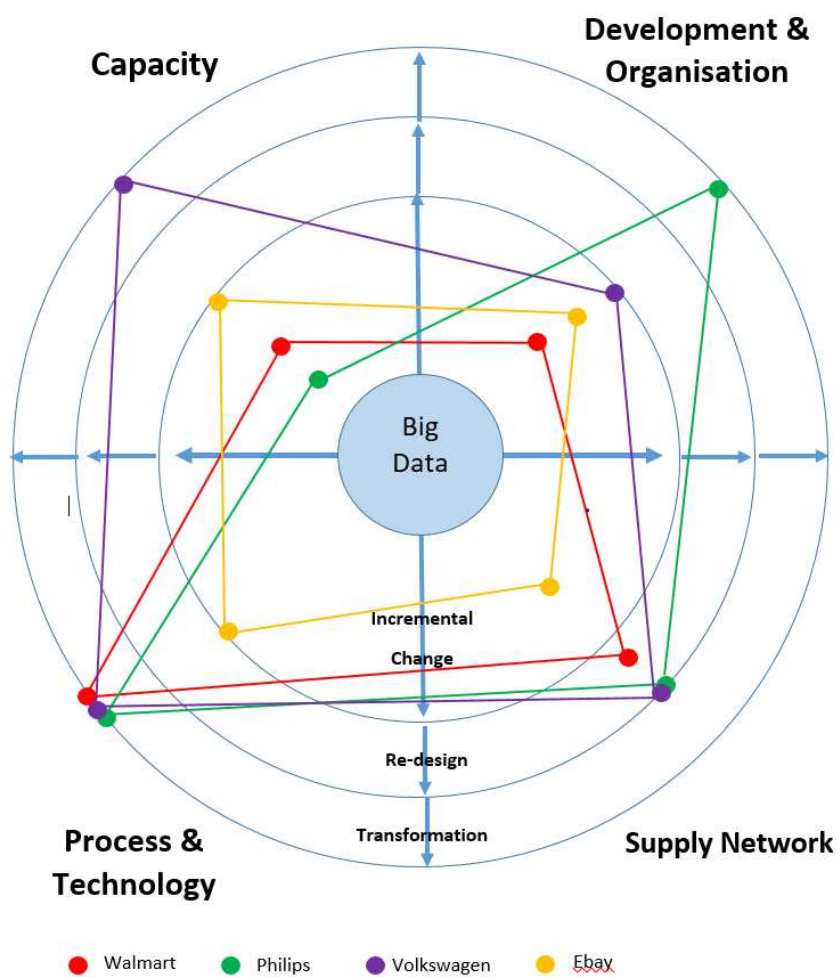 Capacity
Development &
Organisation
Big
Data
Incremental
Change
Re-design
Transformation
Process &
Technology
Supply Network
Walmart
Philips
Volkswagen
Ebay